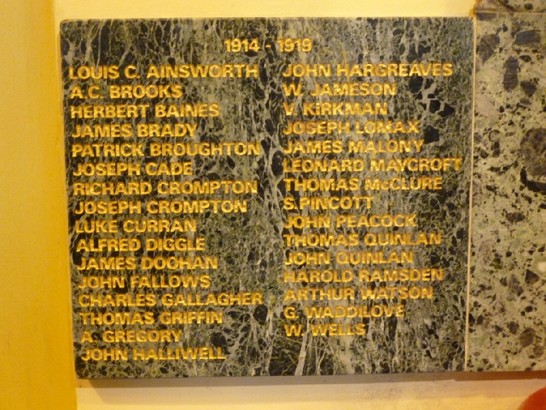 1914 - 1919
LOUIS C. AINSWORTH
A.C. BROOKS
HERBERT BAINES
JAMES BRADY
PATRICK BROUGHTON
JOSEPH CADE
RICHARD CROMPTON
JOSEPH CROMPTON
LUKE CURRAN
ALFRED DIGGLE
JAMES DOGHAN
JOHN FALLOWS
CHARLES GALLAGHER
THOMAS GRIFFIN
A. GREGORY
JOHN HALLIWELL
JOHN HARGREAVES
W. JAMESON
V. KIRKMAN
JOSEPH LOMAX
JAMES MALONY
LEONARD MAYCROFT
THOMAS McCLURE
S. PINCOTT
JOHN PEACOCK
THOMAS QUINLAN
JOHN QUINLAN
HAROLD RAMSDEN
ARTHUR WATSON
G. WADDILOVE
W. WELLS